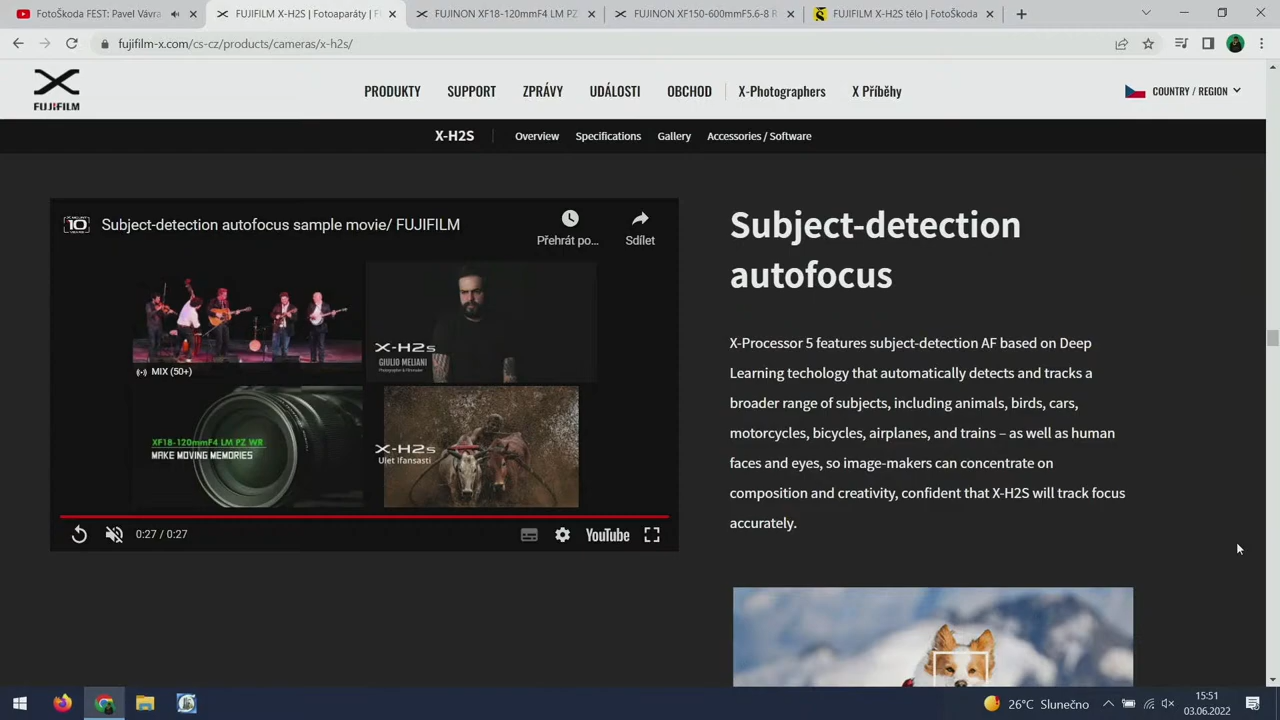 FotoŠkoda FEST: Pavel Vávra
FUJIFILM X-H2S | Fotoaparáty | F
FUJINON XF18-120mmF4 LM PZ
FUJINON XF150-600mmF5.6-8 R
FUJIFILM X-H2S tělo | FotoŠkoda
fujifilm-x.com/cs-cz/products/cameras/x-h2s/
FUJIFILM
PRODUKTY
SUPPORT
ZPRÁVY
UDÁLOSTI
OBCHOD
X-Photographers
X Příběhy
COUNTRY / REGION
X-H2S
Overview
Specifications
Gallery
Accessories / Software
10
Subject-detection autofocus sample movie/ FUJIFILM
Přehrát po...
Sdílet
MIX (50+)
X-H2s
GIULIO MELIANI
Photographer & Filmmaker
XF18-120mmF4 LM PZ WR
MAKE MOVING MEMORIES
X-H2s
Ulet Ifansasti
0:27 / 0:27
YouTube
Subject-detection
autofocus
X-Processor 5 features subject-detection AF based on Deep
Learning techology that automatically detects and tracks a
broader range of subjects, including animals, birds, cars,
motorcycles, bicycles, airplanes, and trains – as well as human
faces and eyes, so image-makers can concentrate on
composition and creativity, confident that X-H2S will track focus
accurately.
26°C Slunečno
15:51
03.06.2022